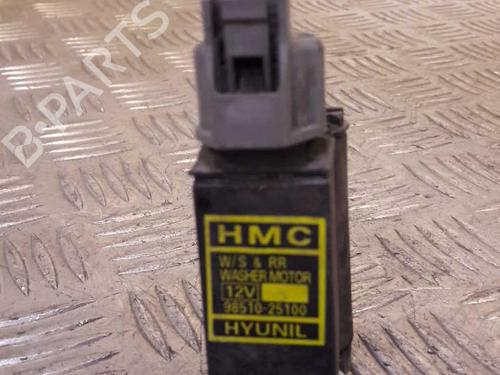 B-PARTS
HMC
W/S & RR
WASHER MOTOR
12V
98510-25100
HYUNIL